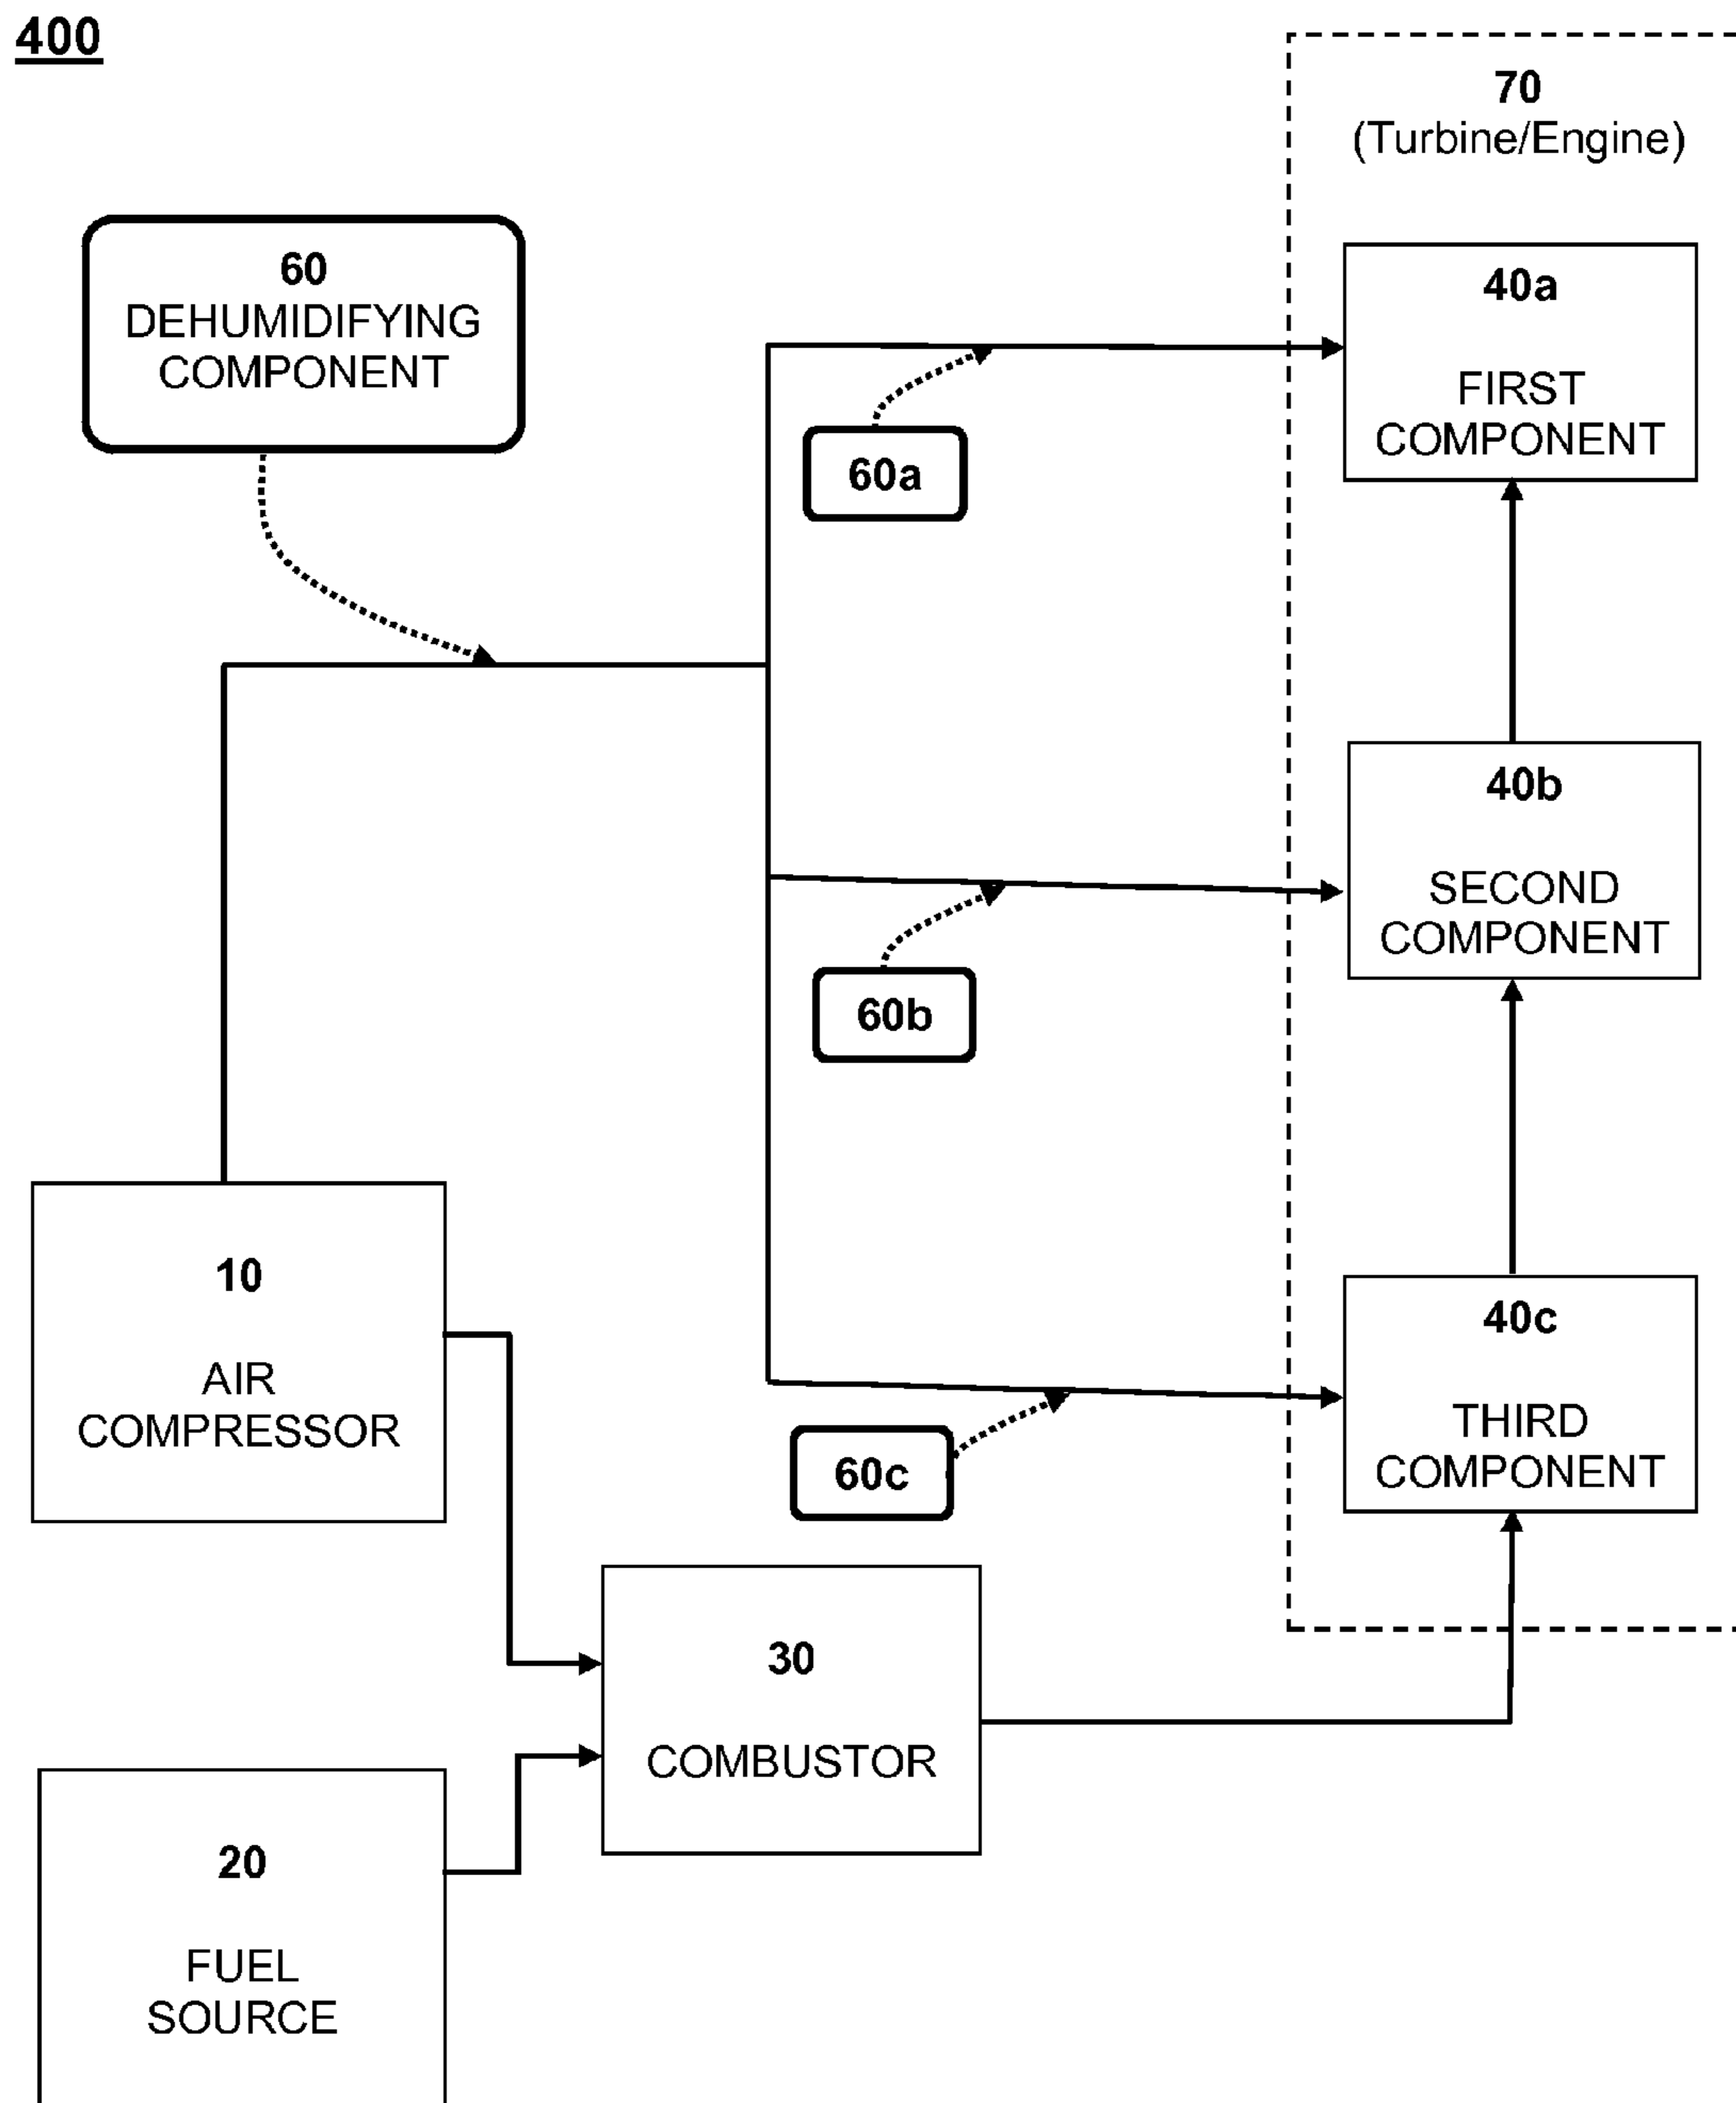 400
70
(Turbine/Engine)
60
DEHUMIDIFYING
COMPONENT
40a
FIRST
COMPONENT
60a
40b
SECOND
COMPONENT
60b
10
AIR
COMPRESSOR
40c
THIRD
COMPONENT
60c
30
COMBUSTOR
20
FUEL
SOURCE